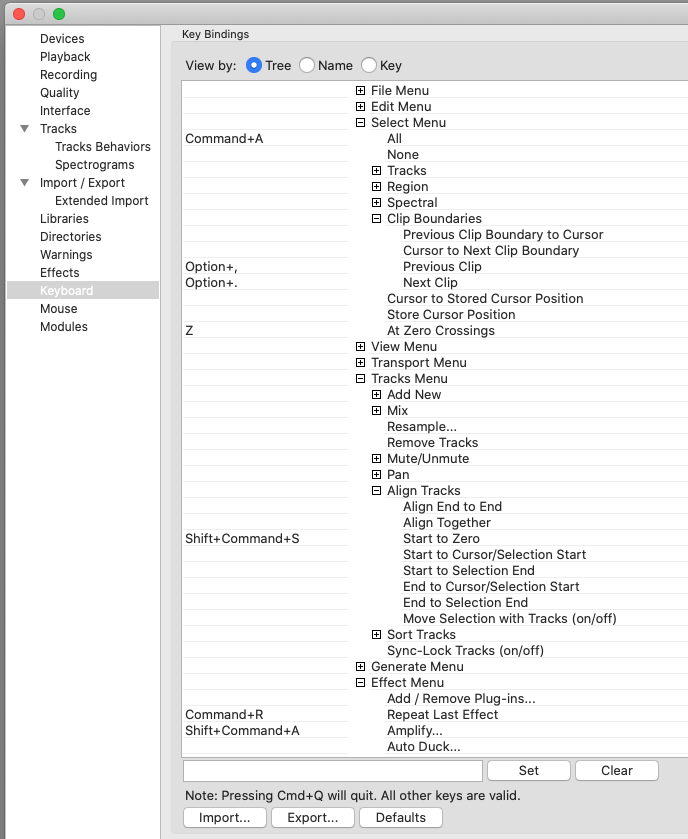 Key Bindings
Devices
Playback
Recording
Quality
Interface
Tracks
Tracks Behaviors
Spectrograms
Import / Export
Extended Import
Libraries
Directories
Warnings
Effects
Keyboard
Mouse
Modules
View by: Tree Name Key
File Menu
Edit Menu
Select Menu
Command+A All
None
Tracks
Region
Spectral
Clip Boundaries
Previous Clip Boundary to Cursor
Cursor to Next Clip Boundary
Option+, Previous Clip
Option+. Next Clip
Cursor to Stored Cursor Position
Store Cursor Position
Z At Zero Crossings
View Menu
Transport Menu
Tracks Menu
Add New
Mix
Resample...
Remove Tracks
Mute/Unmute
Pan
Align Tracks
Align End to End
Align Together
Shift+Command+S Start to Zero
Start to Cursor/Selection Start
Start to Selection End
End to Cursor/Selection Start
End to Selection End
Move Selection with Tracks (on/off)
Sort Tracks
Sync-Lock Tracks (on/off)
Generate Menu
Effect Menu
Add / Remove Plug-ins...
Command+R Repeat Last Effect
Shift+Command+A Amplify...
Auto Duck...
Set Clear
Note: Pressing Cmd+Q will quit. All other keys are valid.
Import... Export... Defaults